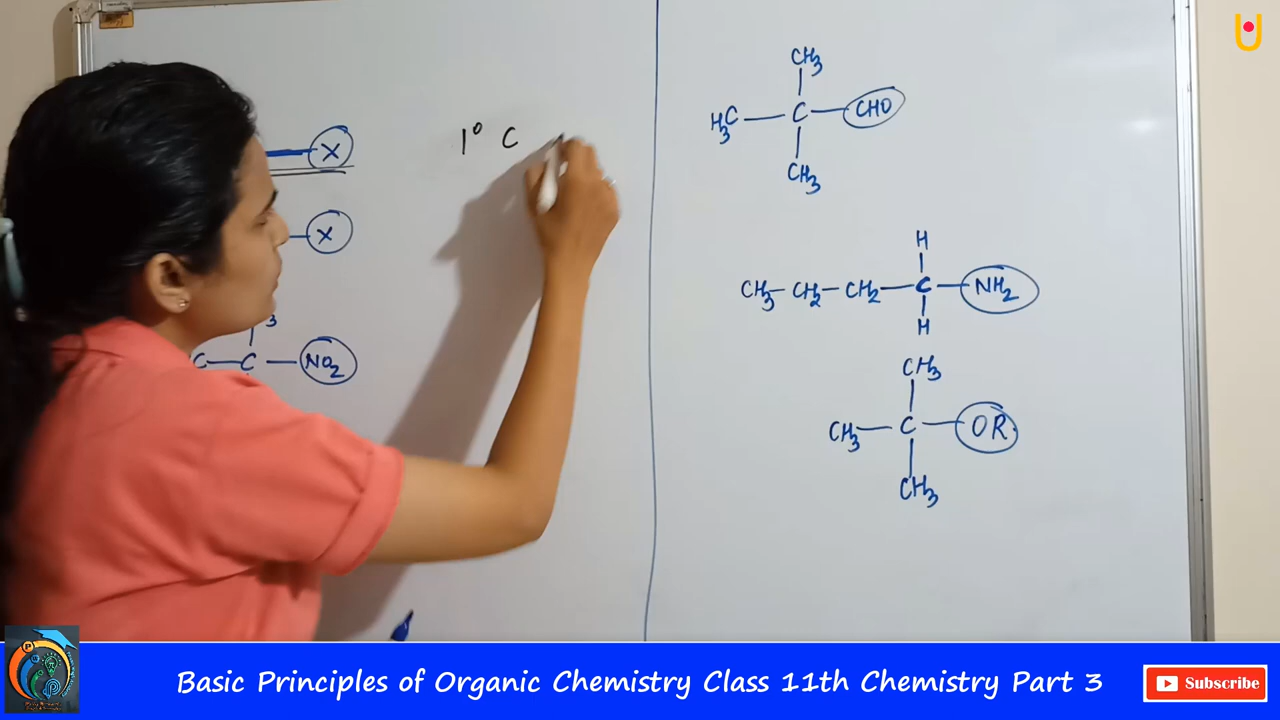 X
1° C
X
3
C—C—NO2
CH3
H3C—C—CHO
CH3
H
CH3—CH2—CH2—C—NH2
H
CH3
CH3—C—OR
CH3
Basic Principles of Organic Chemistry Class 11th Chemistry Part 3
Subscribe